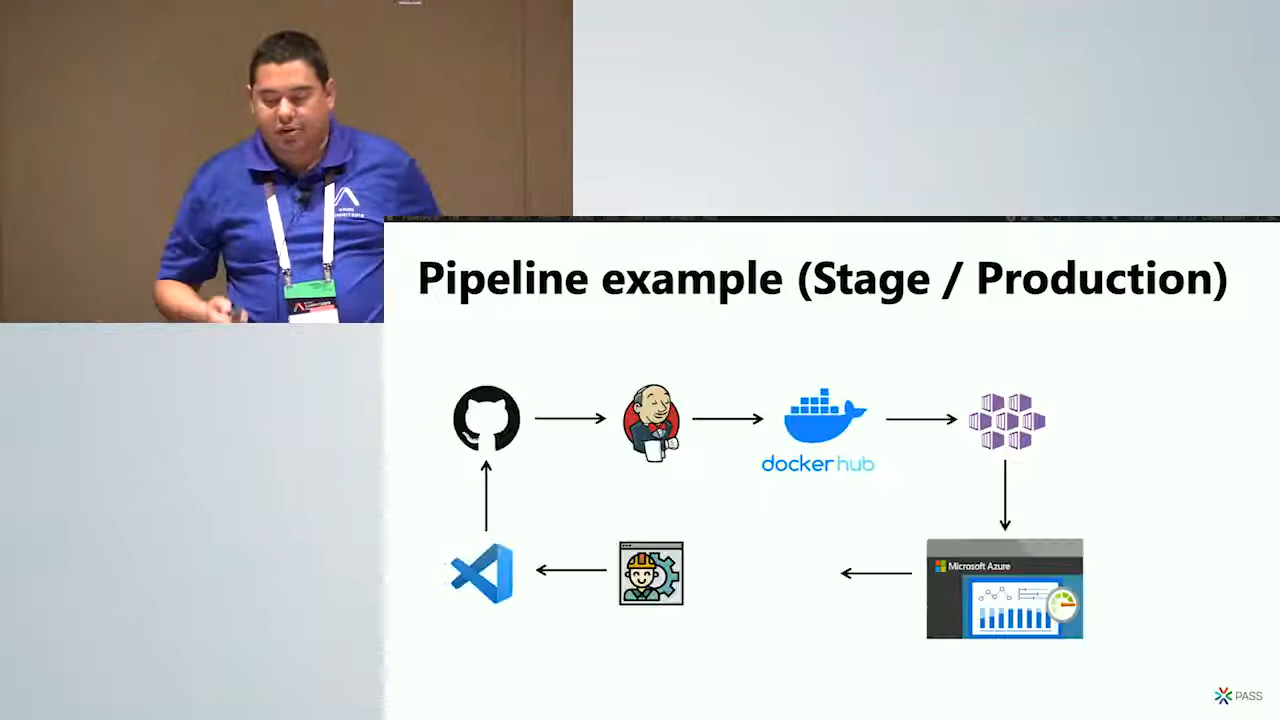 Pipeline example (Stage / Production)
docker hub
Microsoft Azure
PASS